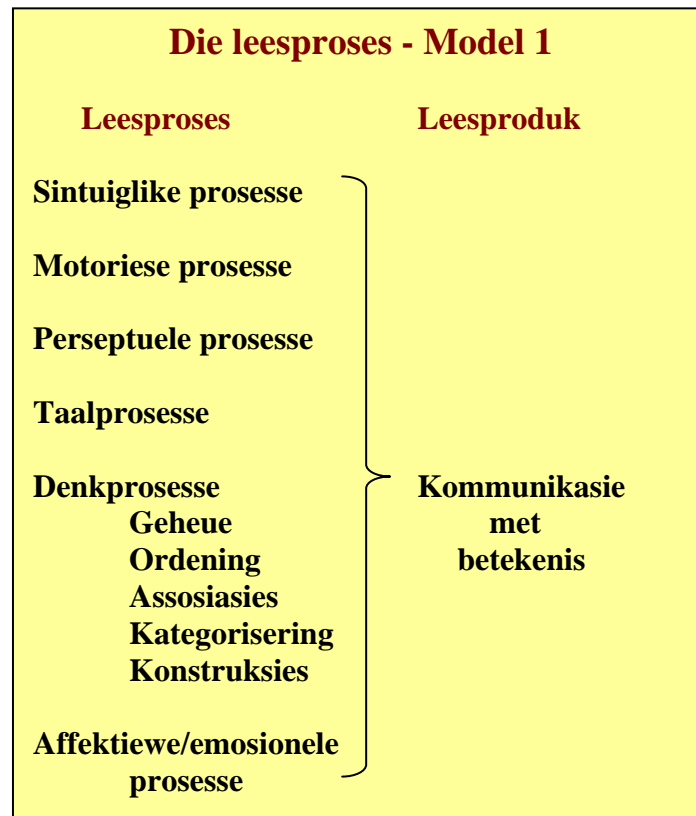 Die leesproses - Model 1
Leesproses Leesproduk
Sintuiglike prosesse
Motoriese prosesse
Perseptuele prosesse
Taalprosesse
Denkprosesse Kommunikasie
Geheue met
Ordening betekenis
Assosiasies
Kategorisering
Konstruksies
Affektiewe/emosionele
prosesse